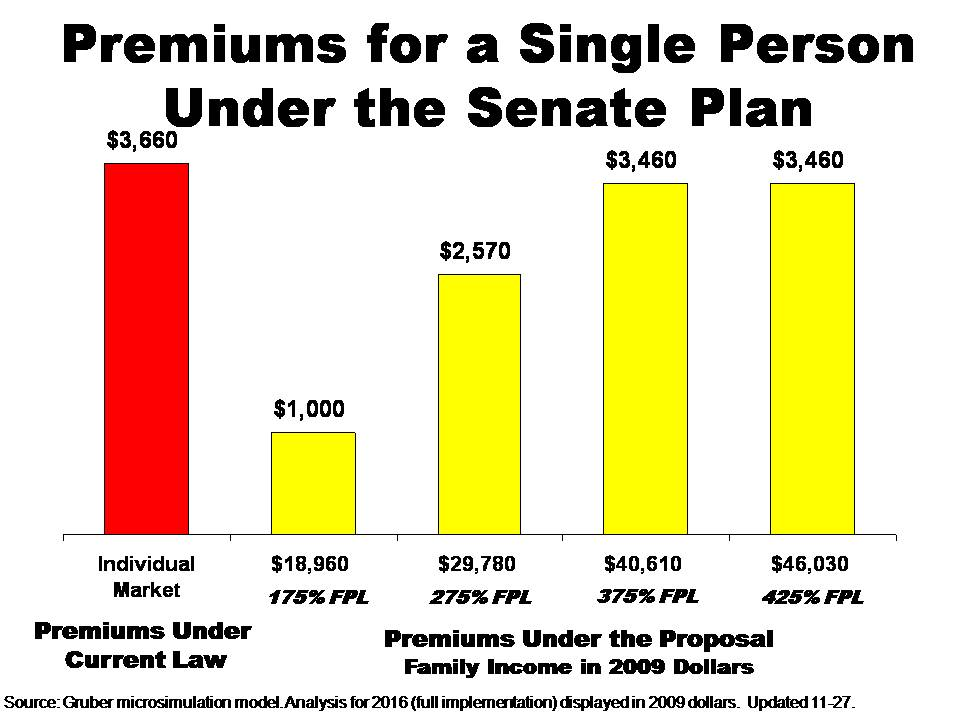 Premiums for a Single Person
Under the Senate Plan
$3,660
$3,460
$3,460
$2,570
$1,000
Individual
Market
$18,960
175% FPL
$29,780
275% FPL
$40,610
375% FPL
$46,030
425% FPL
Premiums Under
Current Law
Premiums Under the Proposal
Family Income in 2009 Dollars
Source: Gruber microsimulation model. Analysis for 2016 (full implementation) displayed in 2009 dollars. Updated 11-27.